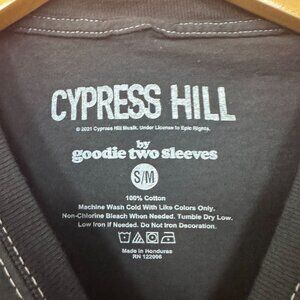 CYPRESS HILL
© 2021 Cypress Hill Musik. Under License to Epic Rights.
by
goodie two sleeves
S/M
100% Cotton
Machine Wash Cold With Like Colors Only.
Non-Chlorine Bleach When Needed. Tumble Dry Low.
Low Iron If Needed. Do Not Iron Decoration.
Made in Honduras
RN 122006